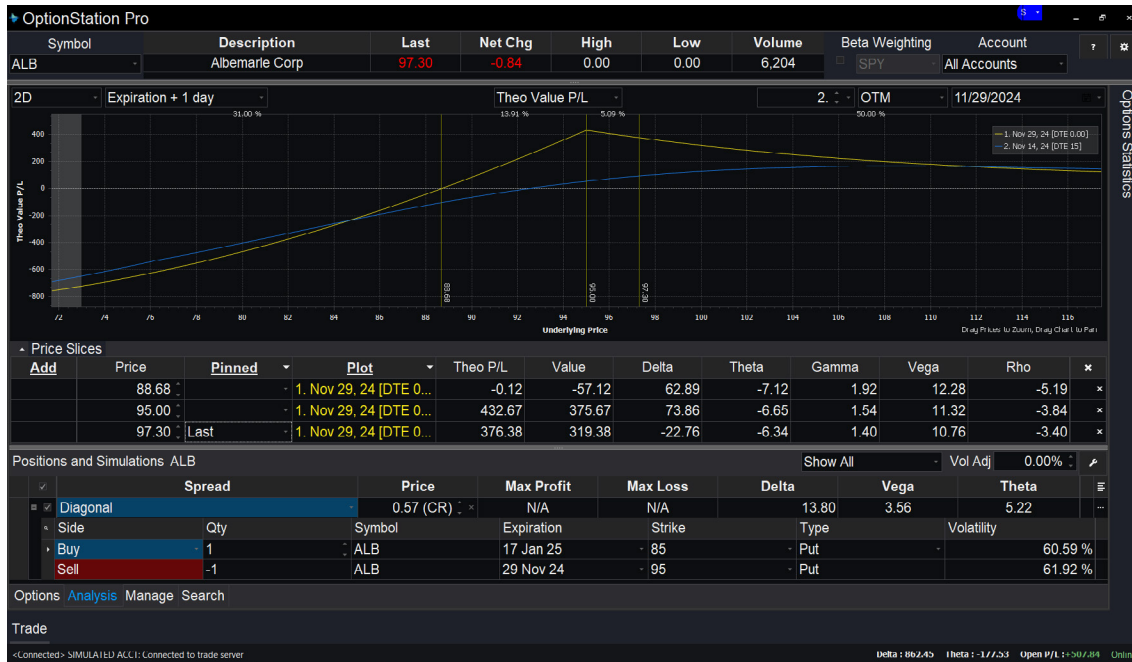 OptionStation Pro
S
Symbol Description Last Net Chg High Low Volume Beta Weighting Account ?
ALB Albemarle Corp 97.30 -0.84 0.00 0.00 6,204 SPY All Accounts
2D Expiration + 1 day Theo Value P/L 2. OTM 11/29/2024
Options Statistics
31.00 % 13.91 % 5.09 % 50.00 %
1. Nov 29, 24 [DTE 0.00]
2. Nov 14, 24 [DTE 15]
Theo Value P/L
400
200
0
-200
-400
-600
-800
88.68 95.00 97.30
72 74 76 78 80 82 84 86 88 90 92 94 96 98 100 102 104 106 108 110 112 114 116
Underlying Price
Drag Prices to Zoom, Drag Chart to Pan
Price Slices
Add Price Pinned Plot Theo P/L Value Delta Theta Gamma Vega Rho ×
88.68 1. Nov 29, 24 [DTE 0... -0.12 -57.12 62.89 -7.12 1.92 12.28 -5.19 ×
95.00 1. Nov 29, 24 [DTE 0... 432.67 375.67 73.86 -6.65 1.54 11.32 -3.84 ×
97.30 Last 1. Nov 29, 24 [DTE 0... 376.38 319.38 -22.76 -6.34 1.40 10.76 -3.40 ×
Positions and Simulations ALB Show All Vol Adj 0.00%
Spread Price Max Profit Max Loss Delta Vega Theta
Diagonal 0.57 (CR) × N/A N/A 13.80 3.56 5.22 ...
Side Qty Symbol Expiration Strike Type Volatility
Buy 1 ALB 17 Jan 25 85 Put 60.59 %
Sell -1 ALB 29 Nov 24 95 Put 61.92 %
Options Analysis Manage Search
Trade
<Connected> SIMULATED ACCT: Connected to trade server Delta : 862.45 Theta : -177.53 Open P/L :+507.84 Onlin